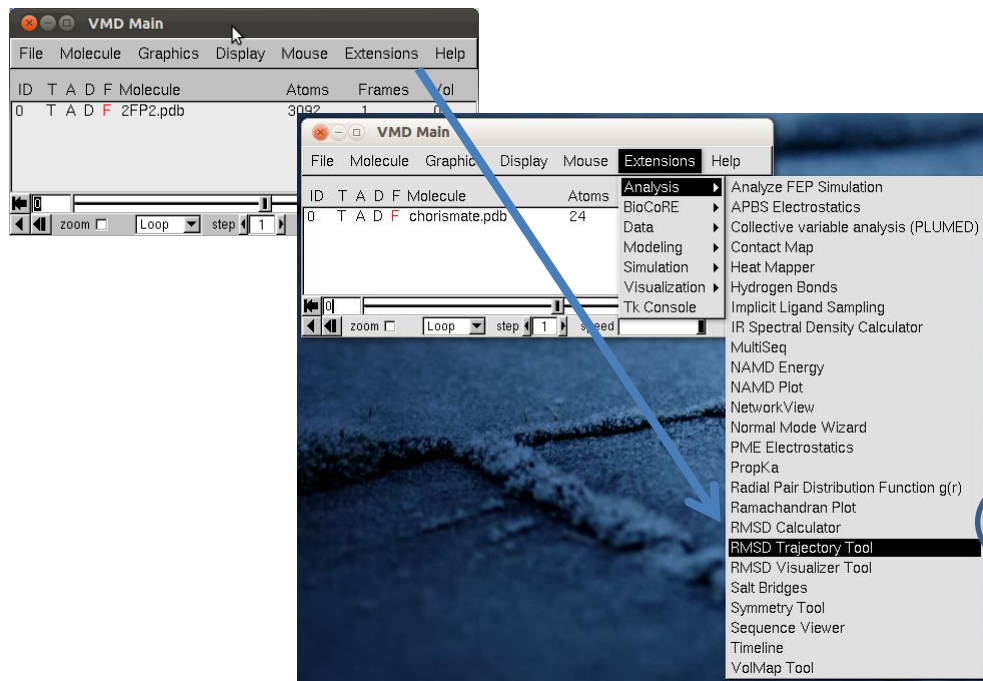 VMD Main
File Molecule Graphics Display Mouse Extensions Help
ID T A D F Molecule Atoms Frames Vol
0 T A D F 2FP2.pdb 3092 1
0
zoom Loop step 1
VMD Main
File Molecule Graphics Display Mouse Extensions Help
ID T A D F Molecule Atoms
0 T A D F chorismate.pdb 24
0
zoom Loop step 1 speed
Analysis
BioCoRE
Data
Modeling
Simulation
Visualization
Tk Console
Analyze FEP Simulation
APBS Electrostatics
Collective variable analysis (PLUMED)
Contact Map
Heat Mapper
Hydrogen Bonds
Implicit Ligand Sampling
IR Spectral Density Calculator
MultiSeq
NAMD Energy
NAMD Plot
NetworkView
Normal Mode Wizard
PME Electrostatics
PropKa
Radial Pair Distribution Function g(r)
Ramachandran Plot
RMSD Calculator
RMSD Trajectory Tool
RMSD Visualizer Tool
Salt Bridges
Symmetry Tool
Sequence Viewer
Timeline
VolMap Tool